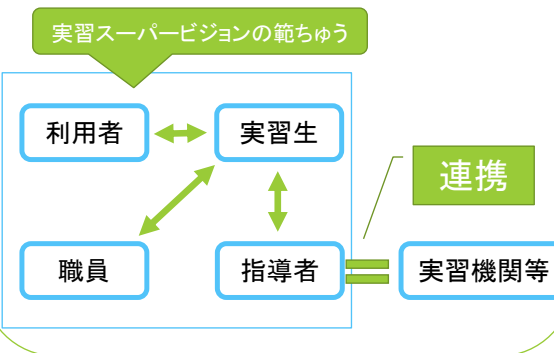 実習スーパービジョンの範ちゅう
利用者
実習生
連携
職員
指導者
実習機関等